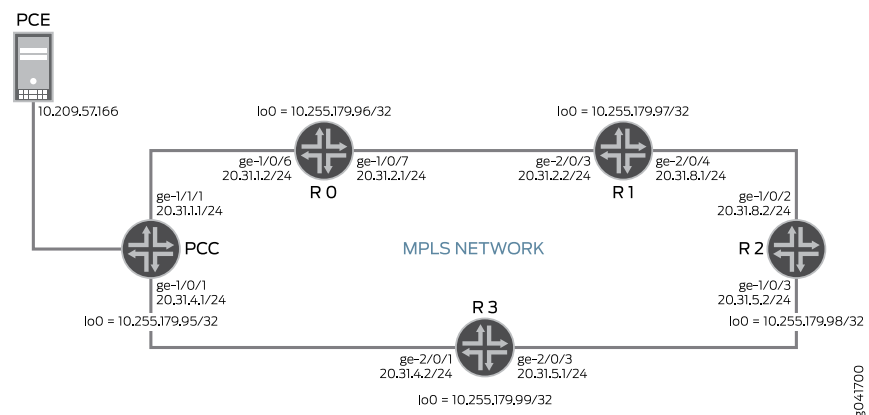 PCE
10.209.57.166
lo0 = 10.255.179.96/32
lo0 = 10.255.179.97/32
ge-1/0/6
20.31.1.2/24
ge-1/0/7
20.31.2.1/24
R 0
ge-2/0/3
20.31.2.2/24
ge-2/0/4
20.31.8.1/24
R 1
ge-1/1/1
20.31.1.1/24
ge-1/0/2
20.31.8.2/24
PCC
MPLS NETWORK
R 2
ge-1/0/1
20.31.4.1/24
ge-1/0/3
20.31.5.2/24
lo0 = 10.255.179.95/32
R 3
lo0 = 10.255.179.98/32
ge-2/0/1
20.31.4.2/24
ge-2/0/3
20.31.5.1/24
lo0 = 10.255.179.99/32
g041700